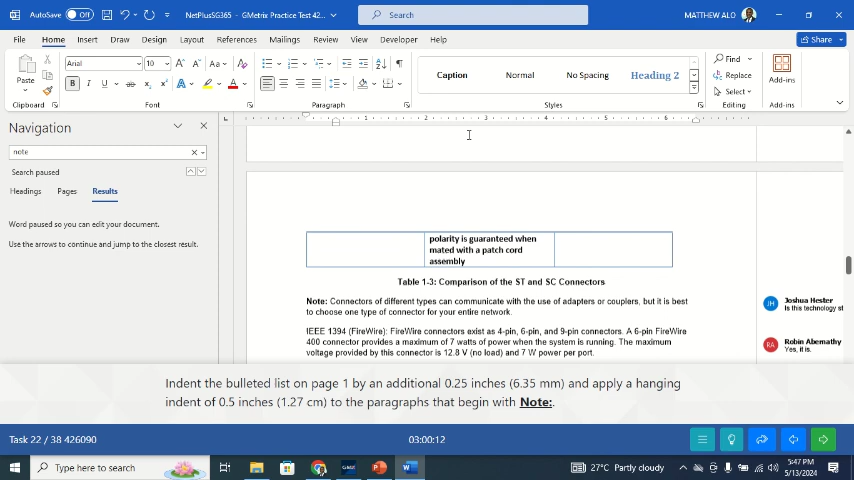 AutoSave Off NetPlusSG365 - GMetrix Practice Test 42... Search MATTHEW ALO
File Home Insert Draw Design Layout References Mailings Review View Developer Help Share
Paste Arial 10 Aa Caption Normal No Spacing Heading 2 Find Replace Select Add-ins
B I U ab x₂ x² A A
Clipboard Font Paragraph Styles Editing Add-ins
Navigation
note
Search paused
Headings Pages Results
Word paused so you can edit your document.
Use the arrows to continue and jump to the closest result.
1 2 3 4 5 6
polarity is guaranteed when
mated with a patch cord
assembly
Table 1-3: Comparison of the ST and SC Connectors
Note: Connectors of different types can communicate with the use of adapters or couplers, but it is best
to choose one type of connector for your entire network.
IEEE 1394 (FireWire): FireWire connectors exist as 4-pin, 6-pin, and 9-pin connectors. A 6-pin FireWire
400 connector provides a maximum of 7 watts of power when the system is running. The maximum
voltage provided by this connector is 12.8 V (no load) and 7 W power per port.
JH Joshua Hester
Is this technology st
RA Robin Abernathy
Yes, it is.
Indent the bulleted list on page 1 by an additional 0.25 inches (6.35 mm) and apply a hanging
indent of 0.5 inches (1.27 cm) to the paragraphs that begin with Note:.
Task 22 / 38 426090 03:00:12
Type here to search 27°C Partly cloudy 5:47 PM
5/13/2024